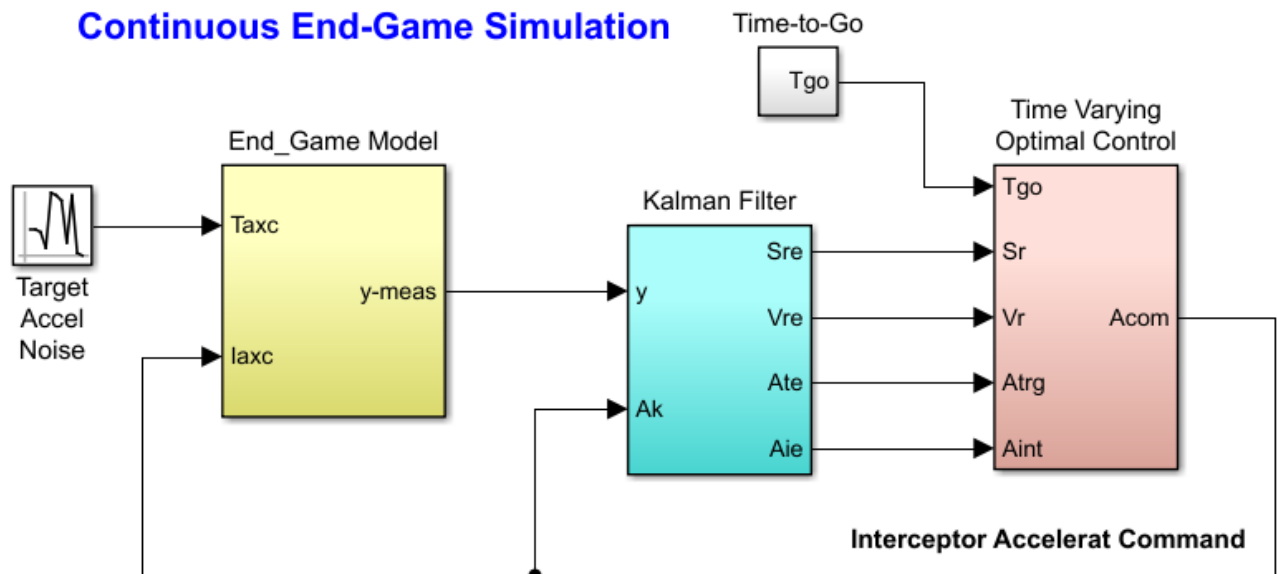 Continuous End-Game Simulation
Time-to-Go
Tgo
End_Game Model
Taxc
y-meas
Iaxc
Target
Accel
Noise
Kalman Filter
y
Ak
Sre
Vre
Ate
Aie
Time Varying
Optimal Control
Tgo
Sr
Vr
Atrg
Aint
Acom
Interceptor Accelerat Command